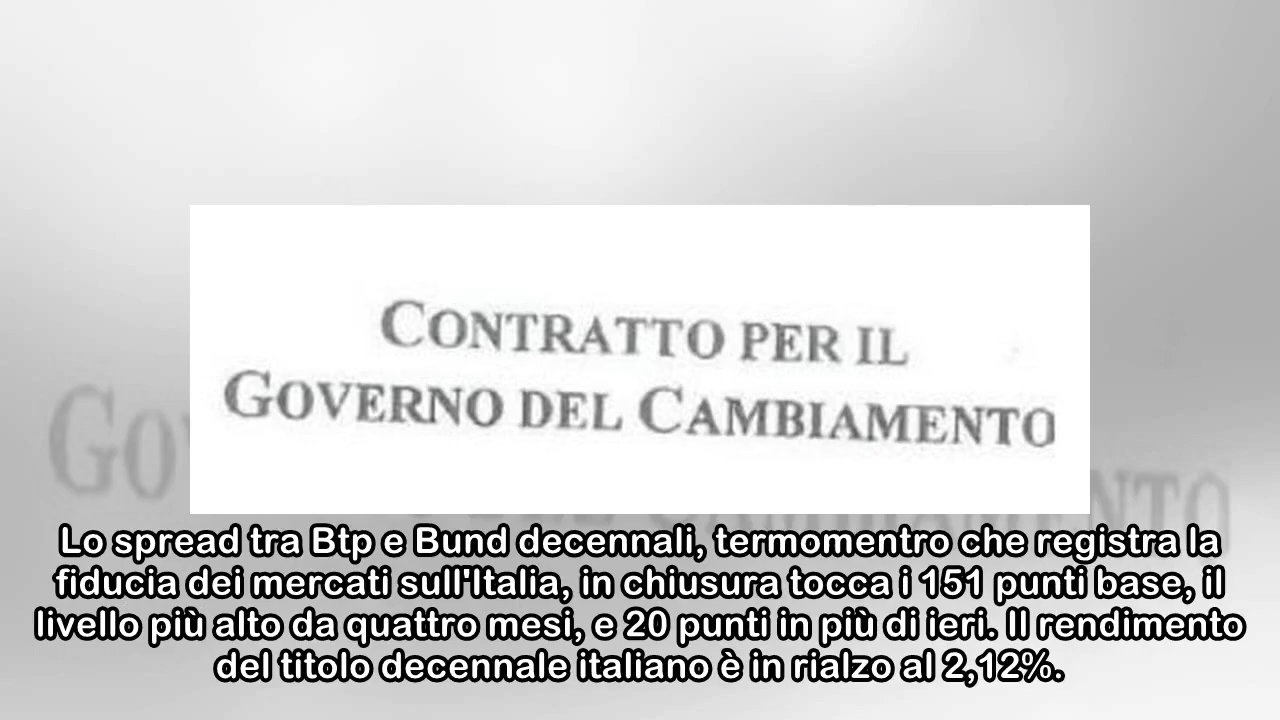 CONTRATTO PER IL
GOVERNO DEL CAMBIAMENTO
Lo spread tra Btp e Bund decennali, termomentro che registra la
fiducia dei mercati sull'Italia, in chiusura tocca i 151 punti base, il
livello più alto da quattro mesi, e 20 punti in più di ieri. Il rendimento
del titolo decennale italiano è in rialzo al 2,12%.